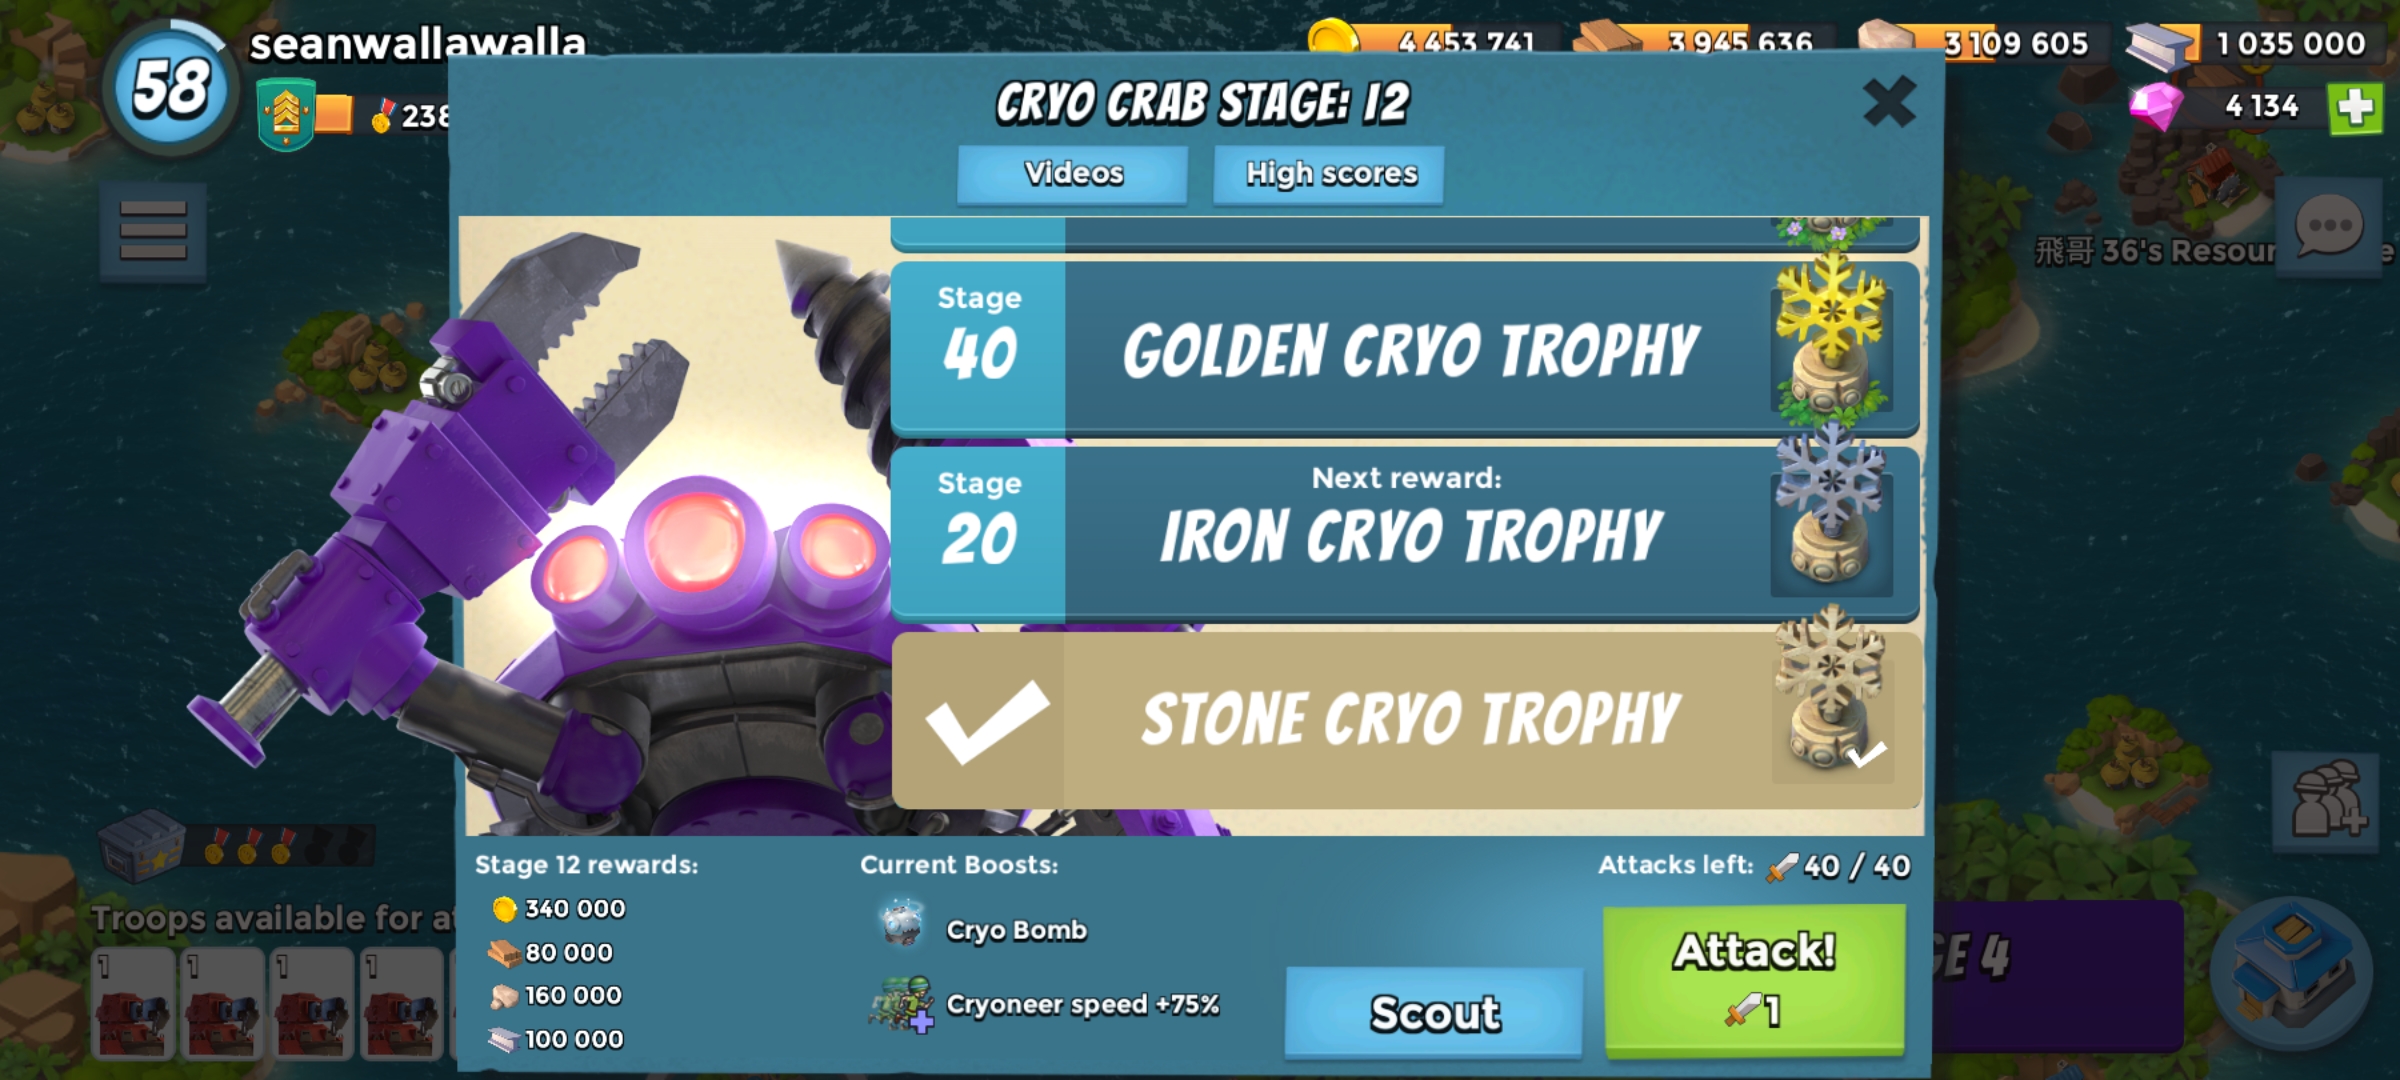 58
seanwallawalla
238
4 453 741
3 945 636
3 109 605
1 035 000
4 134
CRYO CRAB STAGE: 12
Videos
High scores
飛哥 36's Resour
Stage
40
GOLDEN CRYO TROPHY
Stage
20
Next reward:
IRON CRYO TROPHY
STONE CRYO TROPHY
Stage 12 rewards:
340 000
80 000
160 000
100 000
Current Boosts:
Cryo Bomb
Cryoneer speed +75%
Attacks left:
40 / 40
Scout
Attack!
1
Troops available for
1
1
1
1
4